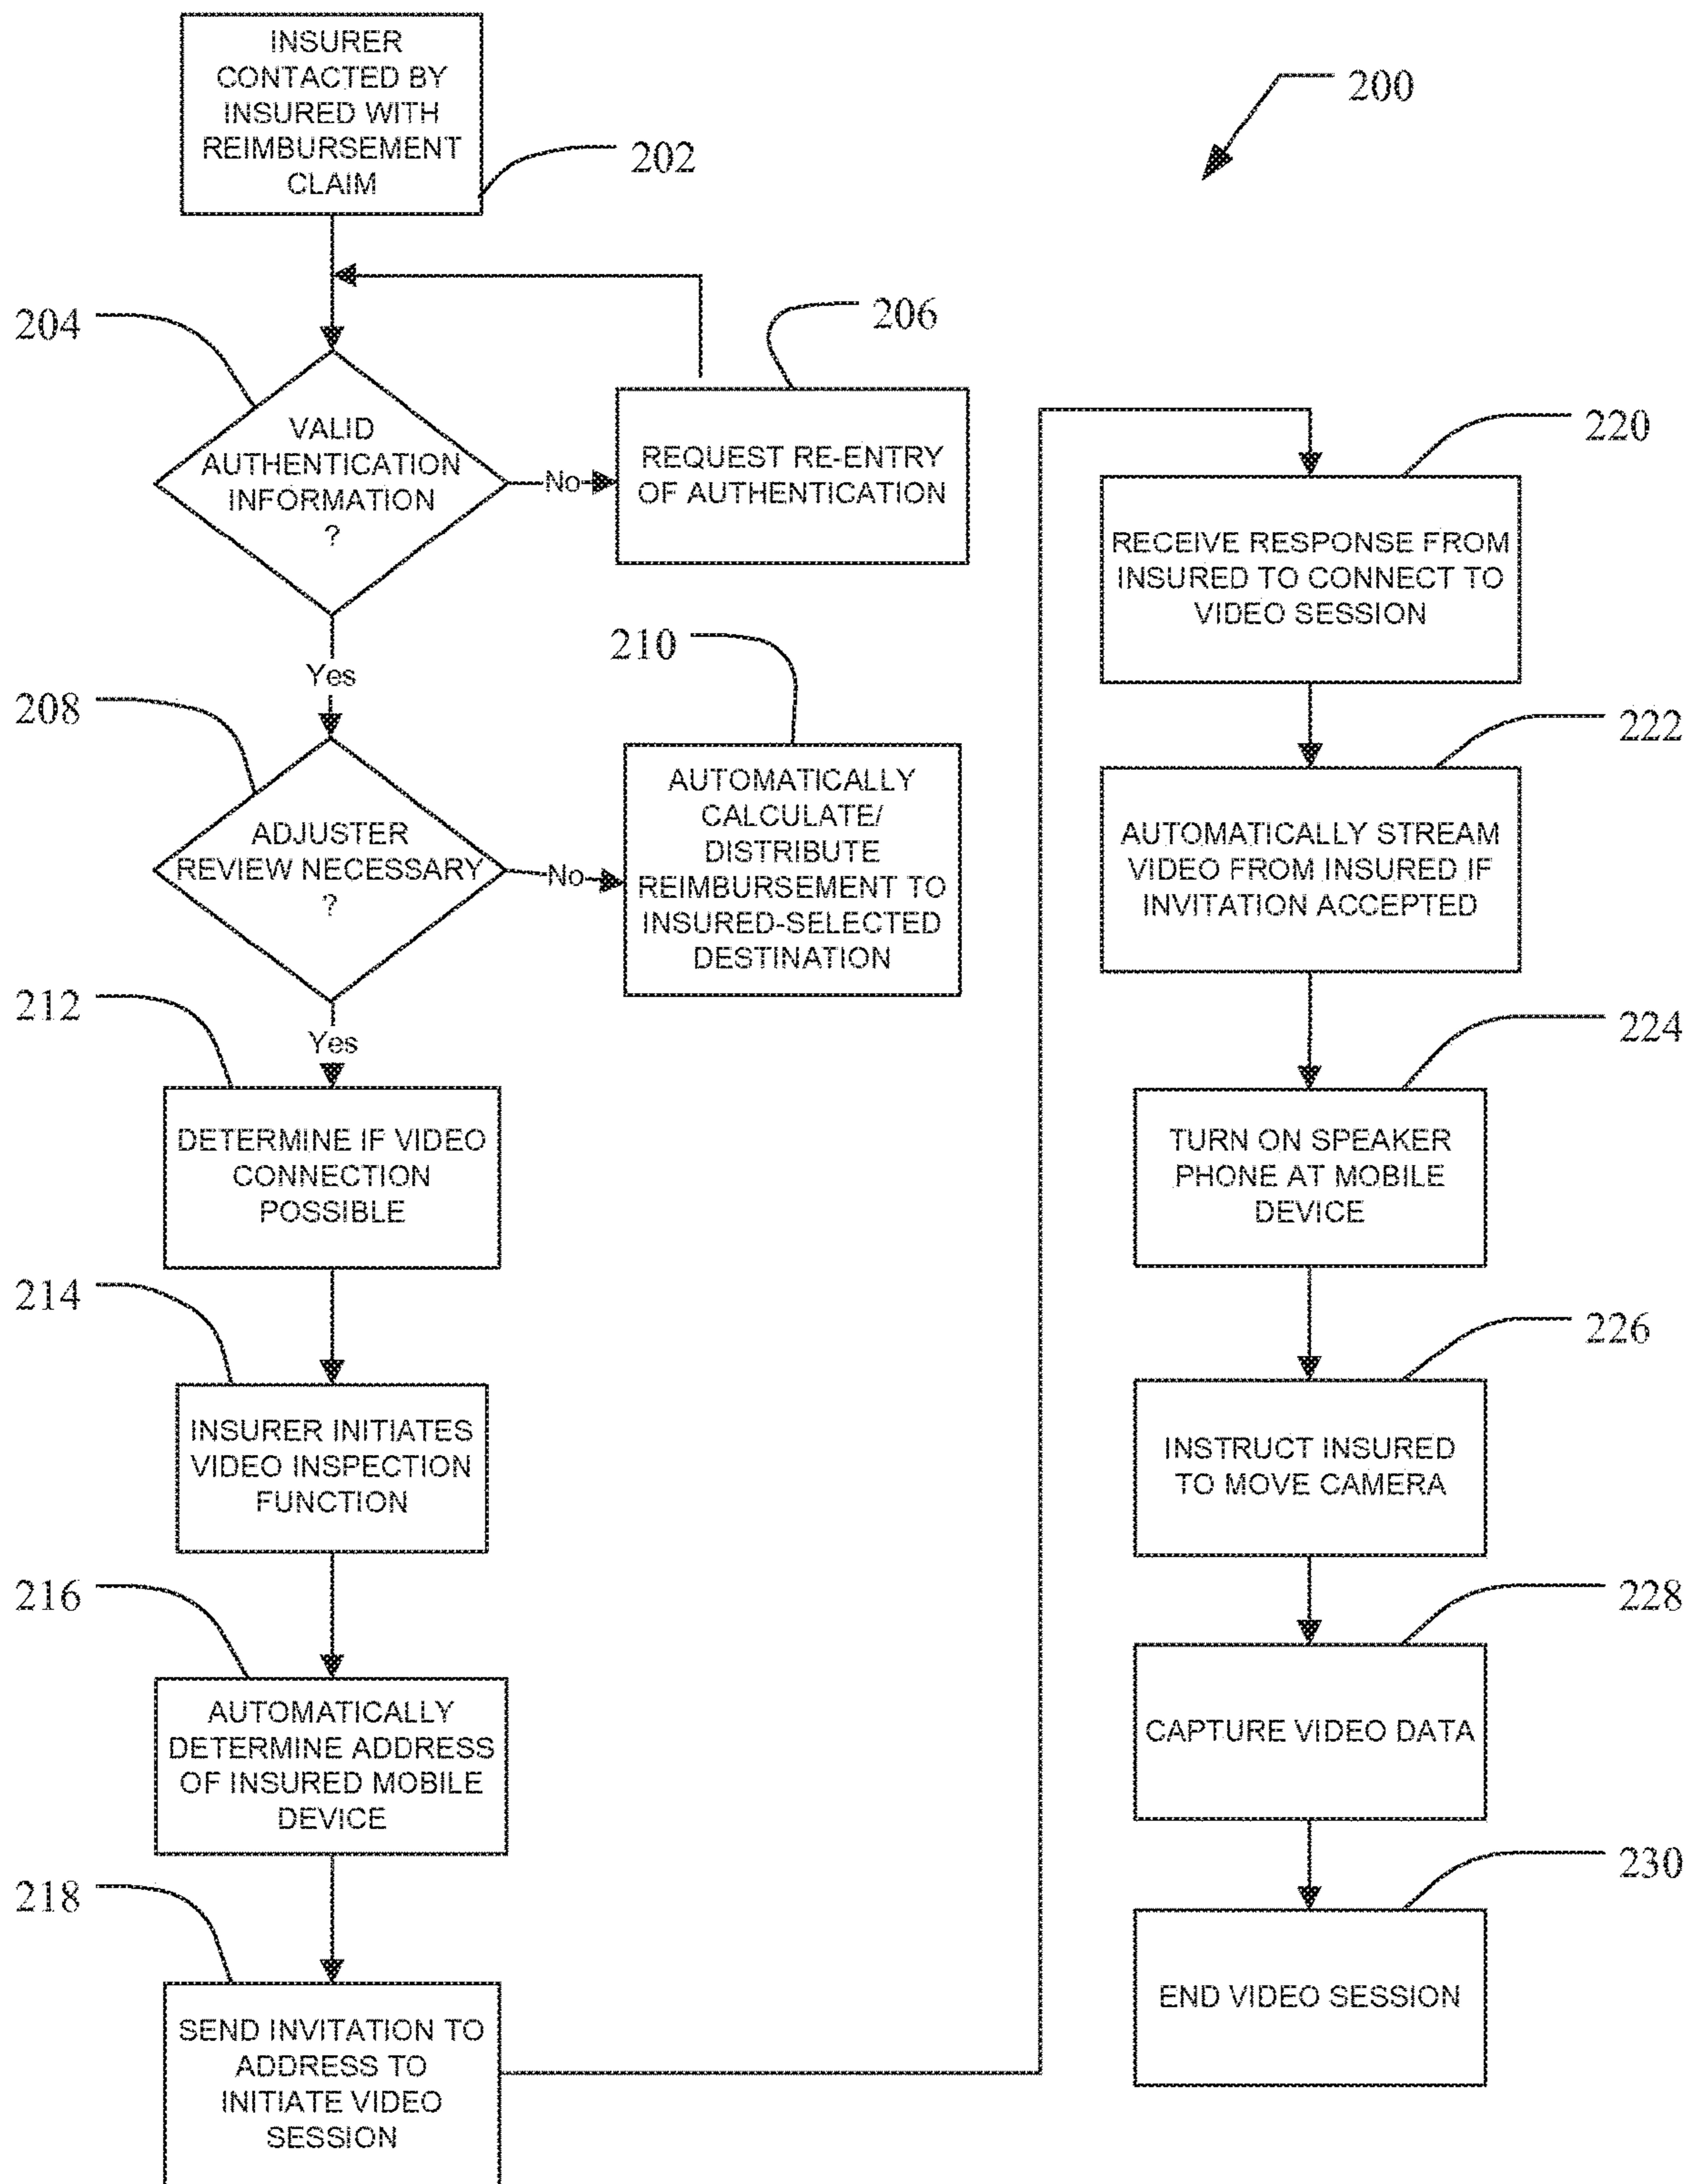 INSURER
CONTACTED BY
INSURED WITH
REIMBURSEMENT
CLAIM
202
200
204
VALID
AUTHENTICATION
INFORMATION
?
No
206
REQUEST RE-ENTRY
OF AUTHENTICATION
Yes
208
ADJUSTER
REVIEW NECESSARY
?
No
210
AUTOMATICALLY
CALCULATE/
DISTRIBUTE
REIMBURSEMENT TO
INSURED-SELECTED
DESTINATION
Yes
212
DETERMINE IF VIDEO
CONNECTION
POSSIBLE
214
INSURER INITIATES
VIDEO INSPECTION
FUNCTION
216
AUTOMATICALLY
DETERMINE ADDRESS
OF INSURED MOBILE
DEVICE
218
SEND INVITATION TO
ADDRESS TO
INITIATE VIDEO
SESSION
220
RECEIVE RESPONSE FROM
INSURED TO CONNECT TO
VIDEO SESSION
222
AUTOMATICALLY STREAM
VIDEO FROM INSURED IF
INVITATION ACCEPTED
224
TURN ON SPEAKER
PHONE AT MOBILE
DEVICE
226
INSTRUCT INSURED
TO MOVE CAMERA
228
CAPTURE VIDEO DATA
230
END VIDEO SESSION